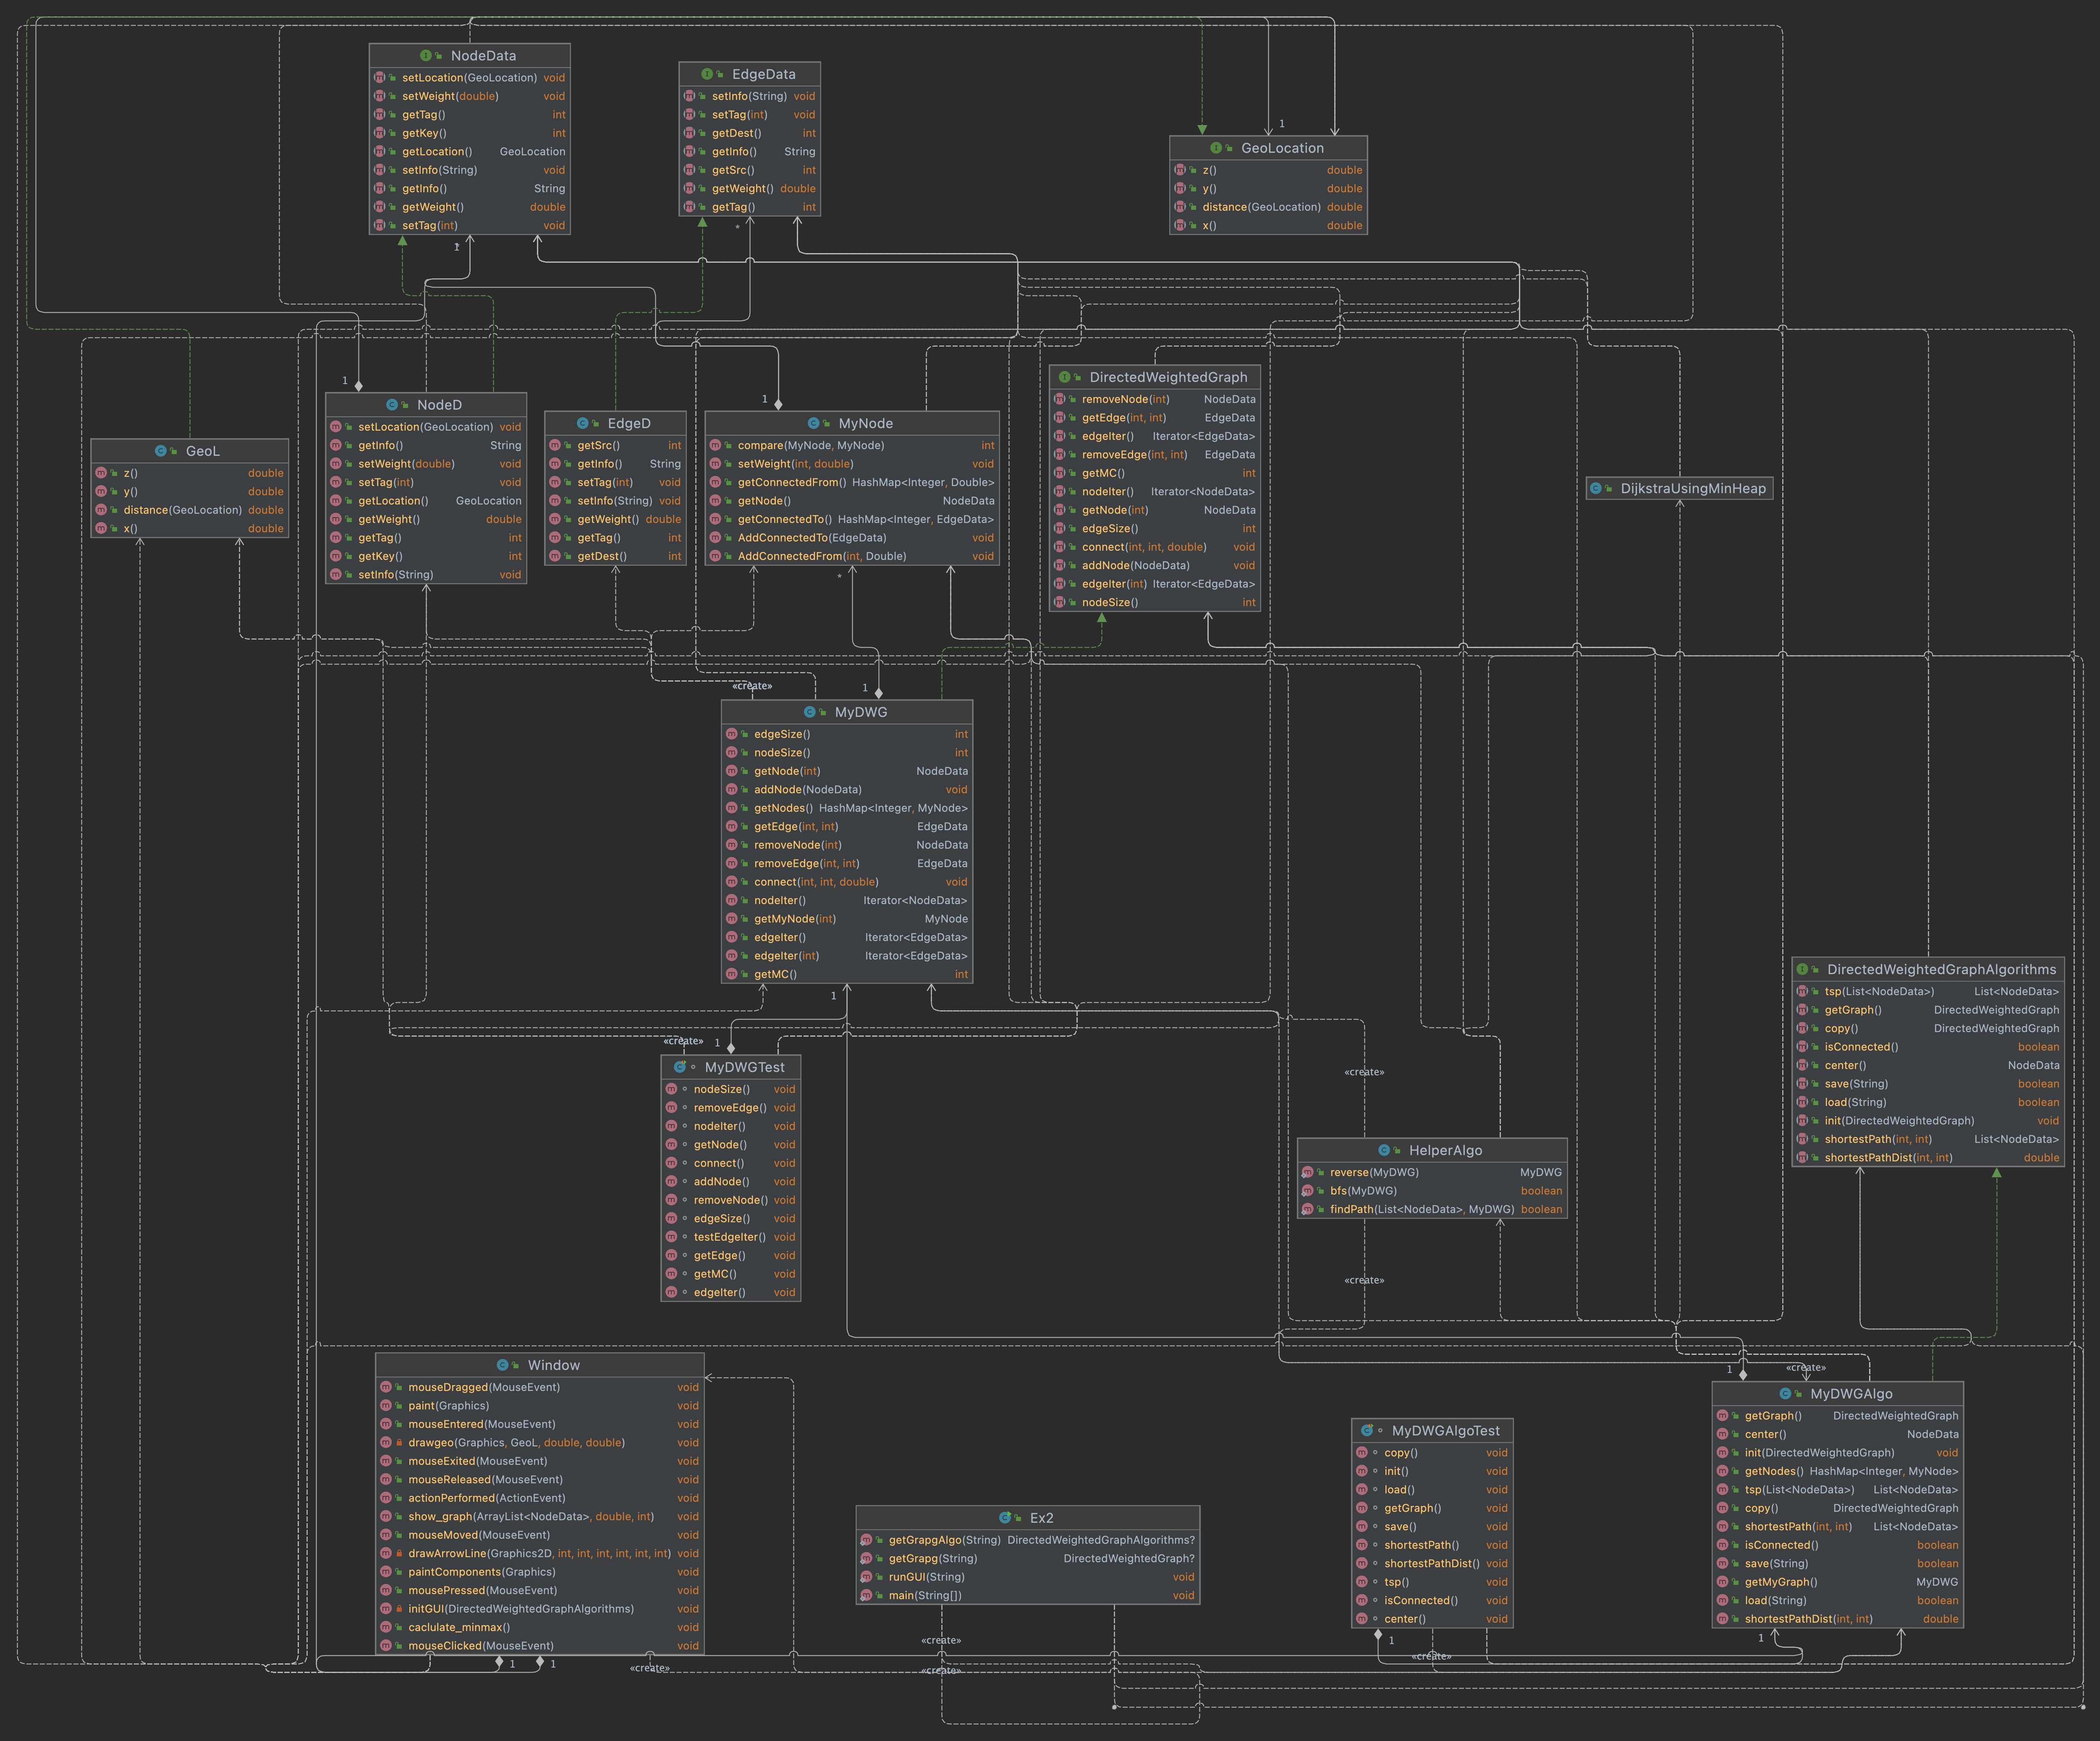 NodeData
setLocation(GeoLocation) void
setWeight(double) void
getTag() int
getKey() int
getLocation() GeoLocation
setInfo(String) void
getInfo() String
getWeight() double
setTag(int) void
EdgeData
setInfo(String) void
setTag(int) void
getDest() int
getInfo() String
getSrc() int
getWeight() double
getTag() int
*
1
GeoLocation
z() double
y() double
distance(GeoLocation) double
x() double
1
NodeD
setLocation(GeoLocation) void
getInfo() String
setWeight(double) void
setTag(int) void
getLocation() GeoLocation
getWeight() double
getTag() int
getKey() int
setInfo(String) void
GeoL
z() double
y() double
distance(GeoLocation) double
x() double
EdgeD
getSrc() int
getInfo() String
setTag(int) void
setInfo(String) void
getWeight() double
getTag() int
getDest() int
1
MyNode
compare(MyNode, MyNode) int
setWeight(int, double) void
getConnectedFrom() HashMap<Integer, Double>
getNode() NodeData
getConnectedTo() HashMap<Integer, EdgeData>
AddConnectedTo(EdgeData) void
AddConnectedFrom(int, Double) void
*
DirectedWeightedGraph
removeNode(int) NodeData
getEdge(int, int) EdgeData
edgeIter() Iterator<EdgeData>
removeEdge(int, int) EdgeData
getMC() int
nodeIter() Iterator<NodeData>
getNode(int) NodeData
edgeSize() int
connect(int, int, double) void
addNode(NodeData) void
edgeIter(int) Iterator<EdgeData>
nodeSize() int
DijkstraUsingMinHeap
«create»
1
MyDWG
edgeSize() int
nodeSize() int
getNode(int) NodeData
addNode(NodeData) void
getNodes() HashMap<Integer, MyNode>
getEdge(int, int) EdgeData
removeNode(int) NodeData
removeEdge(int, int) EdgeData
connect(int, int, double) void
nodeIter() Iterator<NodeData>
getMyNode(int) MyNode
edgeIter() Iterator<EdgeData>
edgeIter(int) Iterator<EdgeData>
getMC() int
1
DirectedWeightedGraphAlgorithms
tsp(List<NodeData>) List<NodeData>
getGraph() DirectedWeightedGraph
copy() DirectedWeightedGraph
isConnected() boolean
center() NodeData
save(String) boolean
load(String) boolean
init(DirectedWeightedGraph) void
shortestPath(int, int) List<NodeData>
shortestPathDist(int, int) double
«create»
1
MyDWGTest
nodeSize() void
removeEdge() void
nodeIter() void
getNode() void
connect() void
addNode() void
removeNode() void
edgeSize() void
testEdgeIter() void
getEdge() void
getMC() void
edgeIter() void
«create»
HelperAlgo
reverse(MyDWG) MyDWG
bfs(MyDWG) boolean
findPath(List<NodeData>, MyDWG) boolean
«create»
Window
mouseDragged(MouseEvent) void
paint(Graphics) void
mouseEntered(MouseEvent) void
drawgeo(Graphics, GeoL, double, double) void
mouseExited(MouseEvent) void
mouseReleased(MouseEvent) void
actionPerformed(ActionEvent) void
show_graph(ArrayList<NodeData>, double, int) void
mouseMoved(MouseEvent) void
drawArrowLine(Graphics2D, int, int, int, int, int, int) void
paintComponents(Graphics) void
mousePressed(MouseEvent) void
initGUI(DirectedWeightedGraphAlgorithms) void
caclulate_minmax() void
mouseClicked(MouseEvent) void
1
1
«create»
Ex2
getGrapgAlgo(String) DirectedWeightedGraphAlgorithms?
getGrapg(String) DirectedWeightedGraph?
runGUI(String) void
main(String[]) void
«create»
«create»
MyDWGAlgoTest
copy() void
init() void
load() void
getGraph() void
save() void
shortestPath() void
shortestPathDist() void
tsp() void
isConnected() void
center() void
1
«create»
1
«create»
MyDWGAlgo
getGraph() DirectedWeightedGraph
center() NodeData
init(DirectedWeightedGraph) void
getNodes() HashMap<Integer, MyNode>
tsp(List<NodeData>) List<NodeData>
copy() DirectedWeightedGraph
shortestPath(int, int) List<NodeData>
isConnected() boolean
save(String) boolean
getMyGraph() MyDWG
load(String) boolean
shortestPathDist(int, int) double
1